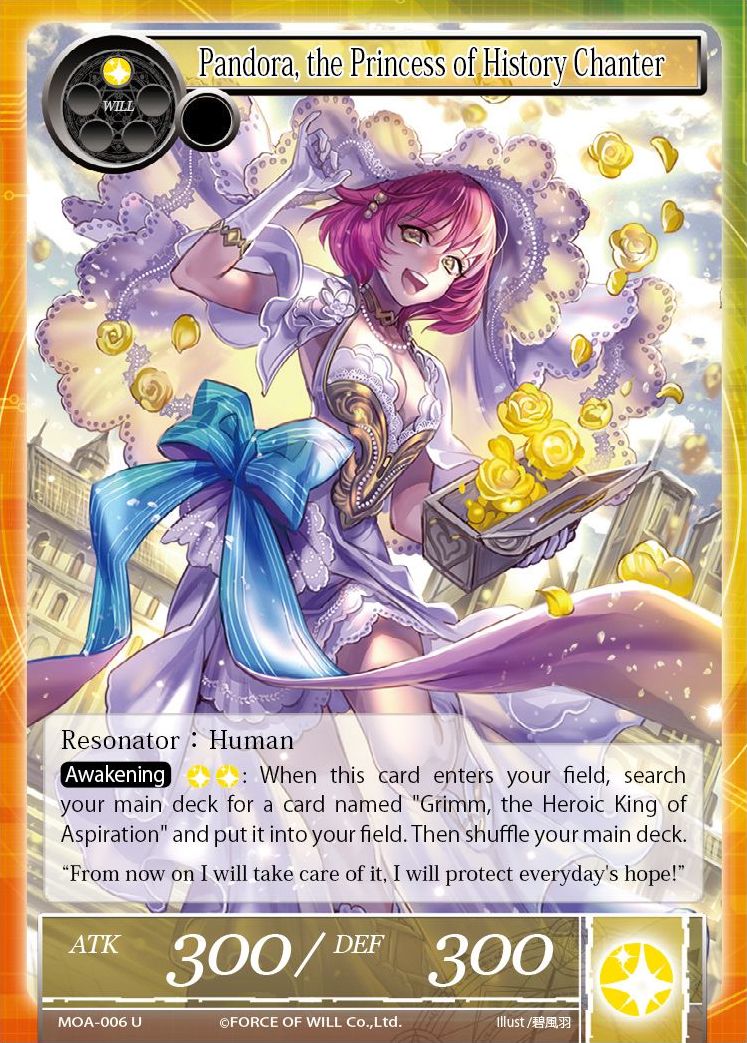 Pandora, the Princess of History Chanter
WILL
Resonator : Human
Awakening : When this card enters your field, search
your main deck for a card named "Grimm, the Heroic King of
Aspiration" and put it into your field. Then shuffle your main deck.
“From now on I will take care of it, I will protect everyday's hope!”
ATK 300 / DEF 300
MOA-006 U ©FORCE OF WILL Co.,Ltd. Illust /碧風羽